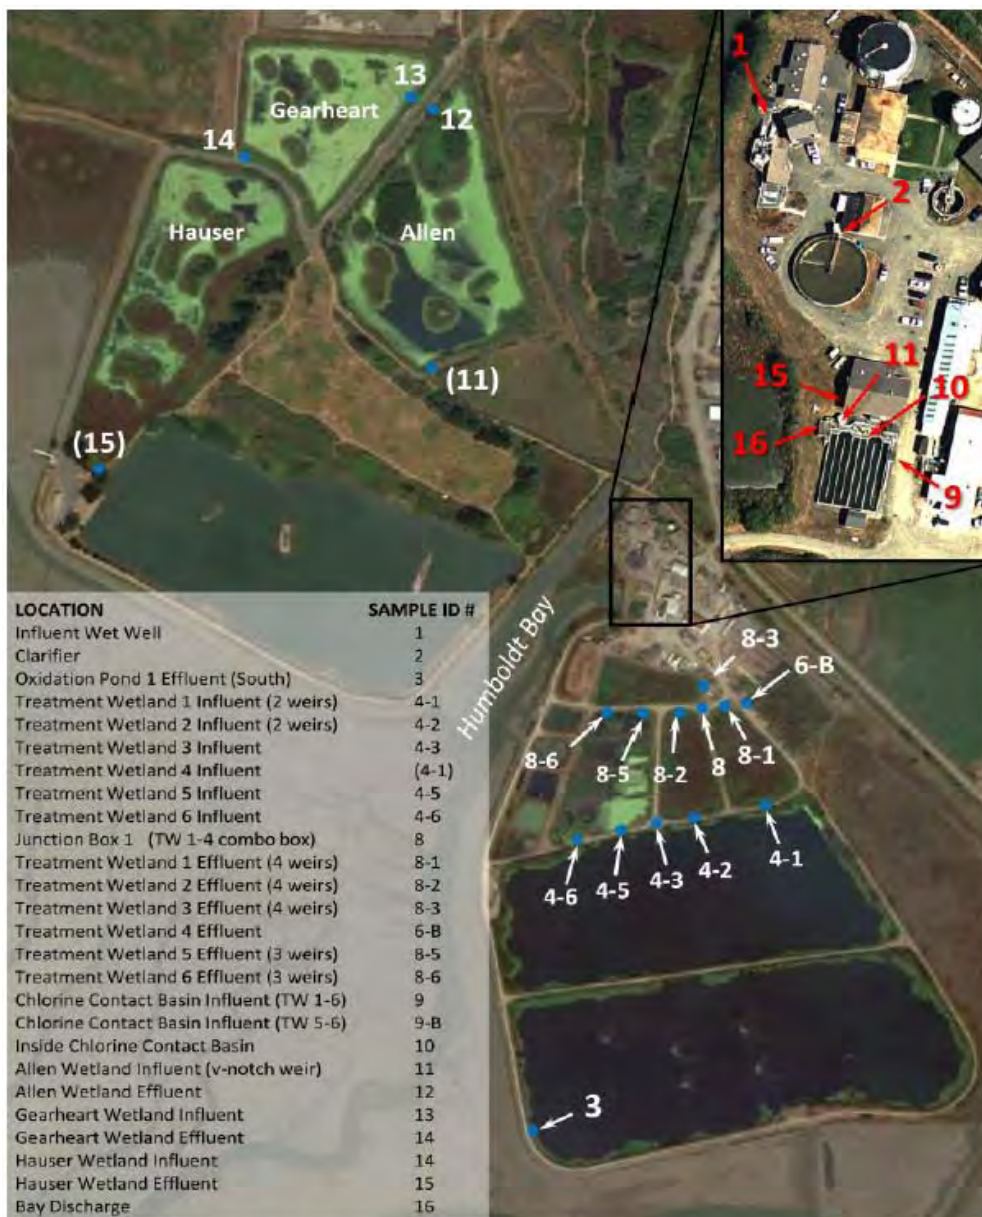 Gearheart
13
12
14
Hauser
Allen
(11)
(15)
1
2
11
15
10
16
9
Humboldt Bay
8-3
6-B
8-6
8-5
8-2
8
8-1
4-6
4-5
4-3
4-2
4-1
3
LOCATION SAMPLE ID #
Influent Wet Well 1
Clarifier 2
Oxidation Pond 1 Effluent (South) 3
Treatment Wetland 1 Influent (2 weirs) 4-1
Treatment Wetland 2 Influent (2 weirs) 4-2
Treatment Wetland 3 Influent 4-3
Treatment Wetland 4 Influent (4-1)
Treatment Wetland 5 Influent 4-5
Treatment Wetland 6 Influent 4-6
Junction Box 1 (TW 1-4 combo box) 8
Treatment Wetland 1 Effluent (4 weirs) 8-1
Treatment Wetland 2 Effluent (4 weirs) 8-2
Treatment Wetland 3 Effluent (4 weirs) 8-3
Treatment Wetland 4 Effluent 6-B
Treatment Wetland 5 Effluent (3 weirs) 8-5
Treatment Wetland 6 Effluent (3 weirs) 8-6
Chlorine Contact Basin Influent (TW 1-6) 9
Chlorine Contact Basin Influent (TW 5-6) 9-B
Inside Chlorine Contact Basin 10
Allen Wetland Influent (v-notch weir) 11
Allen Wetland Effluent 12
Gearheart Wetland Influent 13
Gearheart Wetland Effluent 14
Hauser Wetland Influent 14
Hauser Wetland Effluent 15
Bay Discharge 16